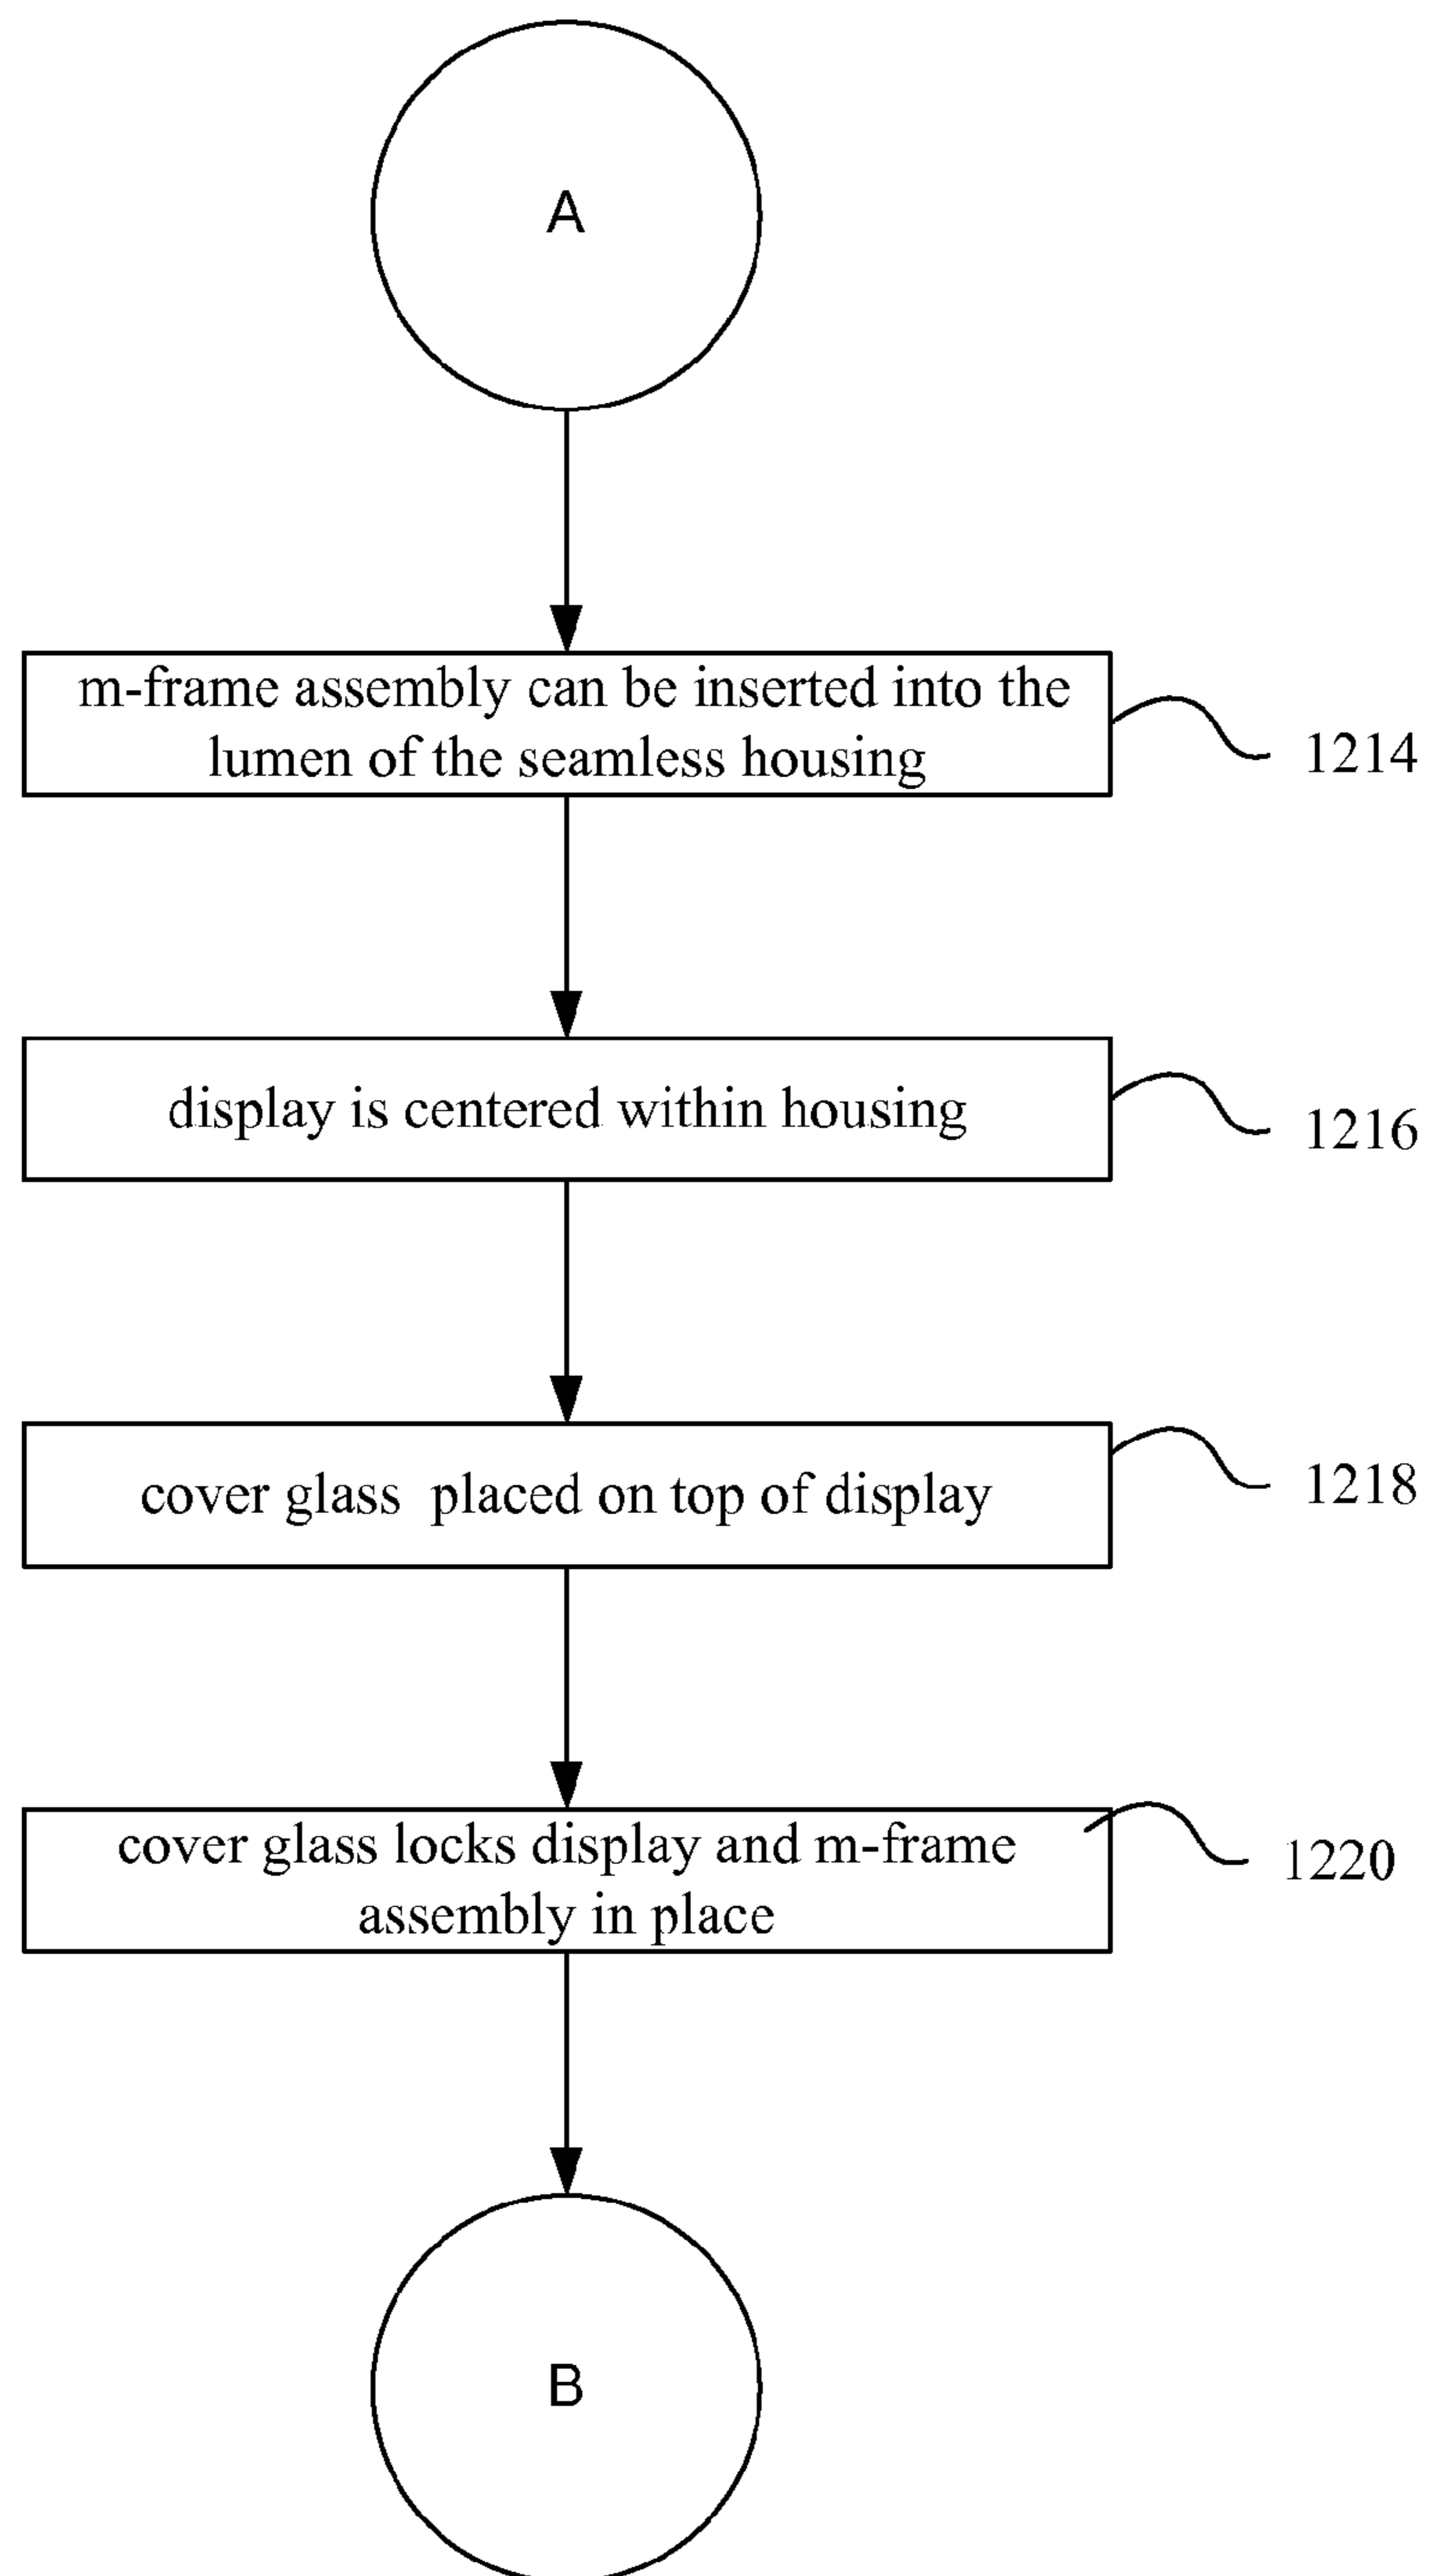 A
m-frame assembly can be inserted into the
lumen of the seamless housing
1214
display is centered within housing
1216
cover glass  placed on top of display
1218
cover glass locks display and m-frame
assembly in place
1220
B